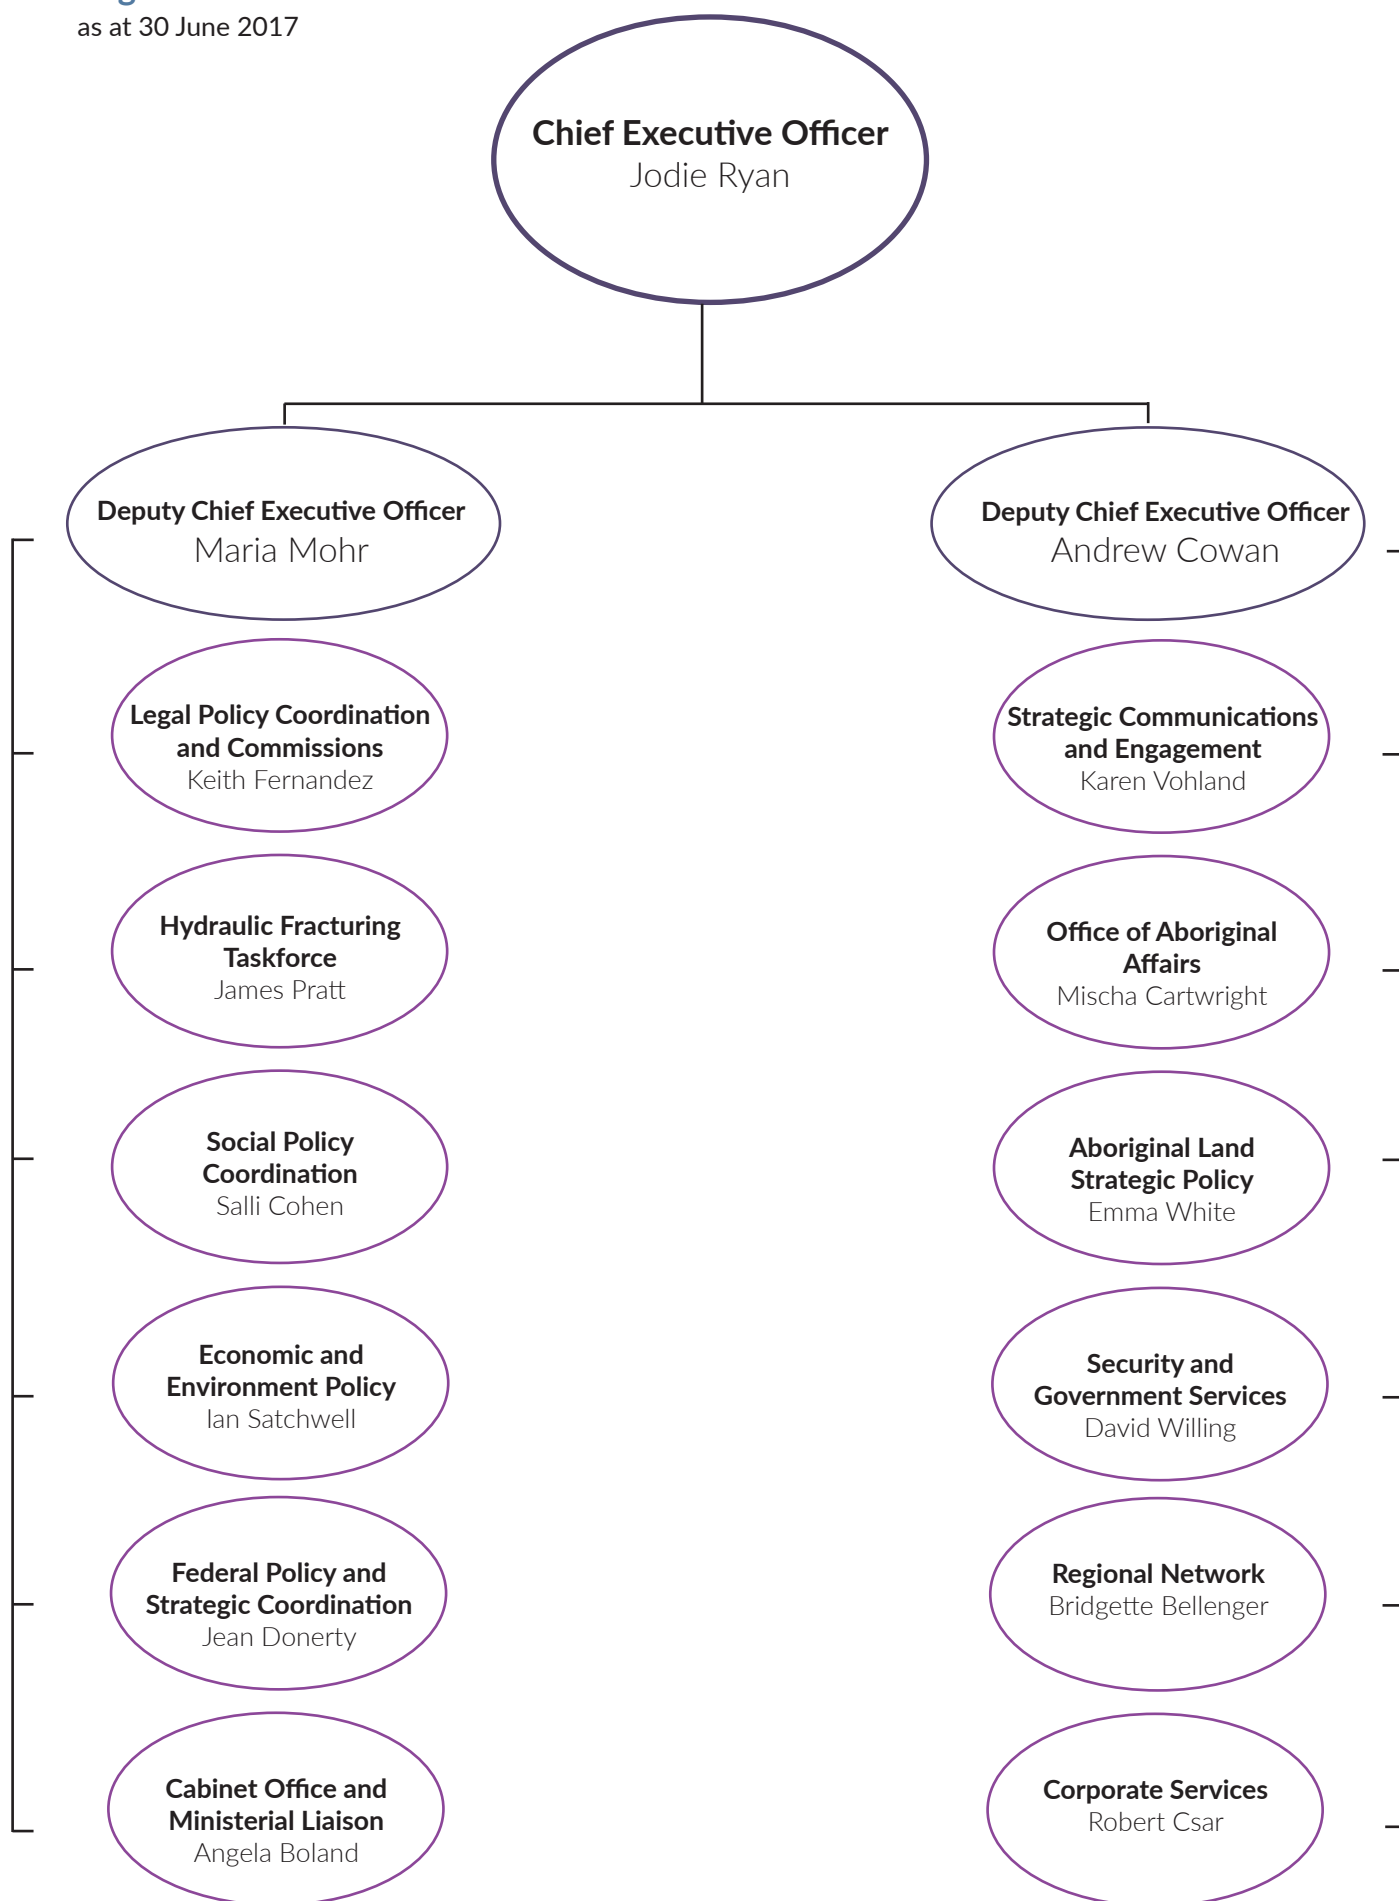 as at 30 June 2017
Chief Executive Officer
Jodie Ryan
Deputy Chief Executive Officer
Maria Mohr
Legal Policy Coordination
and Commissions
Keith Fernandez
Hydraulic Fracturing
Taskforce
James Pratt
Social Policy
Coordination
Salli Cohen
Economic and
Environment Policy
Ian Satchwell
Federal Policy and
Strategic Coordination
Jean Donerty
Cabinet Office and
Ministerial Liaison
Angela Boland
Deputy Chief Executive Officer
Andrew Cowan
Strategic Communications
and Engagement
Karen Vohland
Office of Aboriginal
Affairs
Mischa Cartwright
Aboriginal Land
Strategic Policy
Emma White
Security and
Government Services
David Willing
Regional Network
Bridgette Bellenger
Corporate Services
Robert Csar